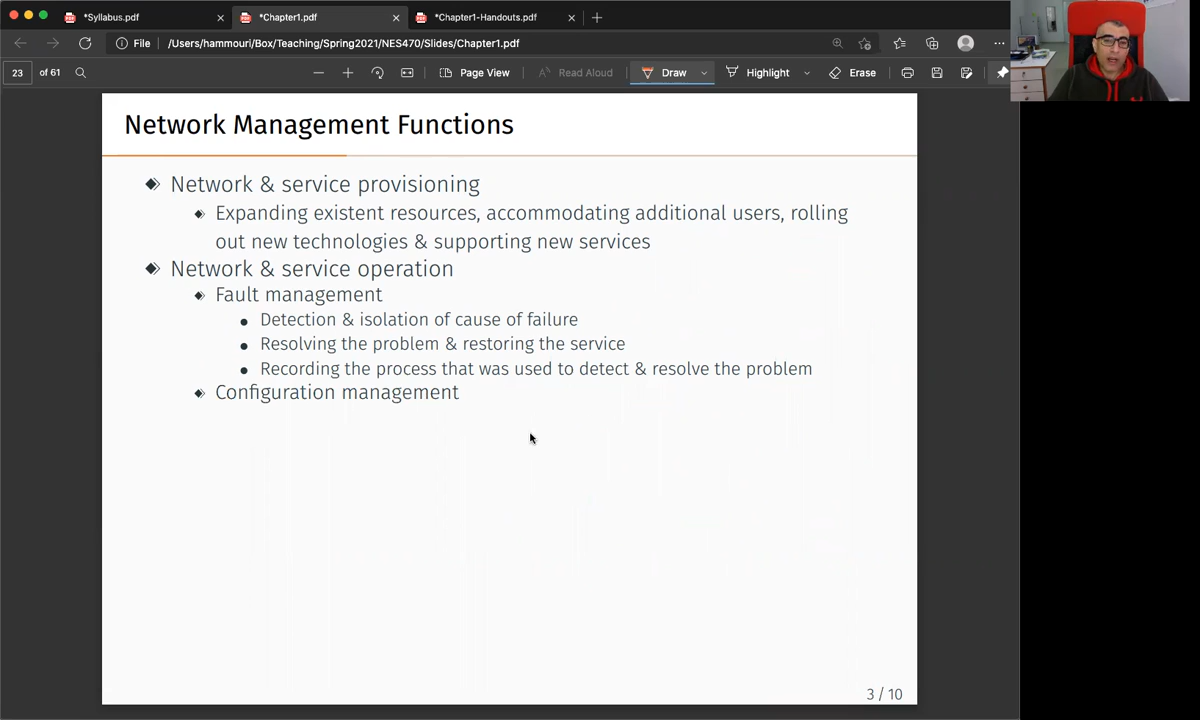 *Syllabus.pdf
*Chapter1.pdf
*Chapter1-Handouts.pdf
File
/Users/hammouri/Box/Teaching/Spring2021/NES470/Slides/Chapter1.pdf
23
of 61
Page View
Read Aloud
Draw
Highlight
Erase
Network Management Functions
Network & service provisioning
Expanding existent resources, accommodating additional users, rolling
out new technologies & supporting new services
Network & service operation
Fault management
Detection & isolation of cause of failure
Resolving the problem & restoring the service
Recording the process that was used to detect & resolve the problem
Configuration management
3 / 10